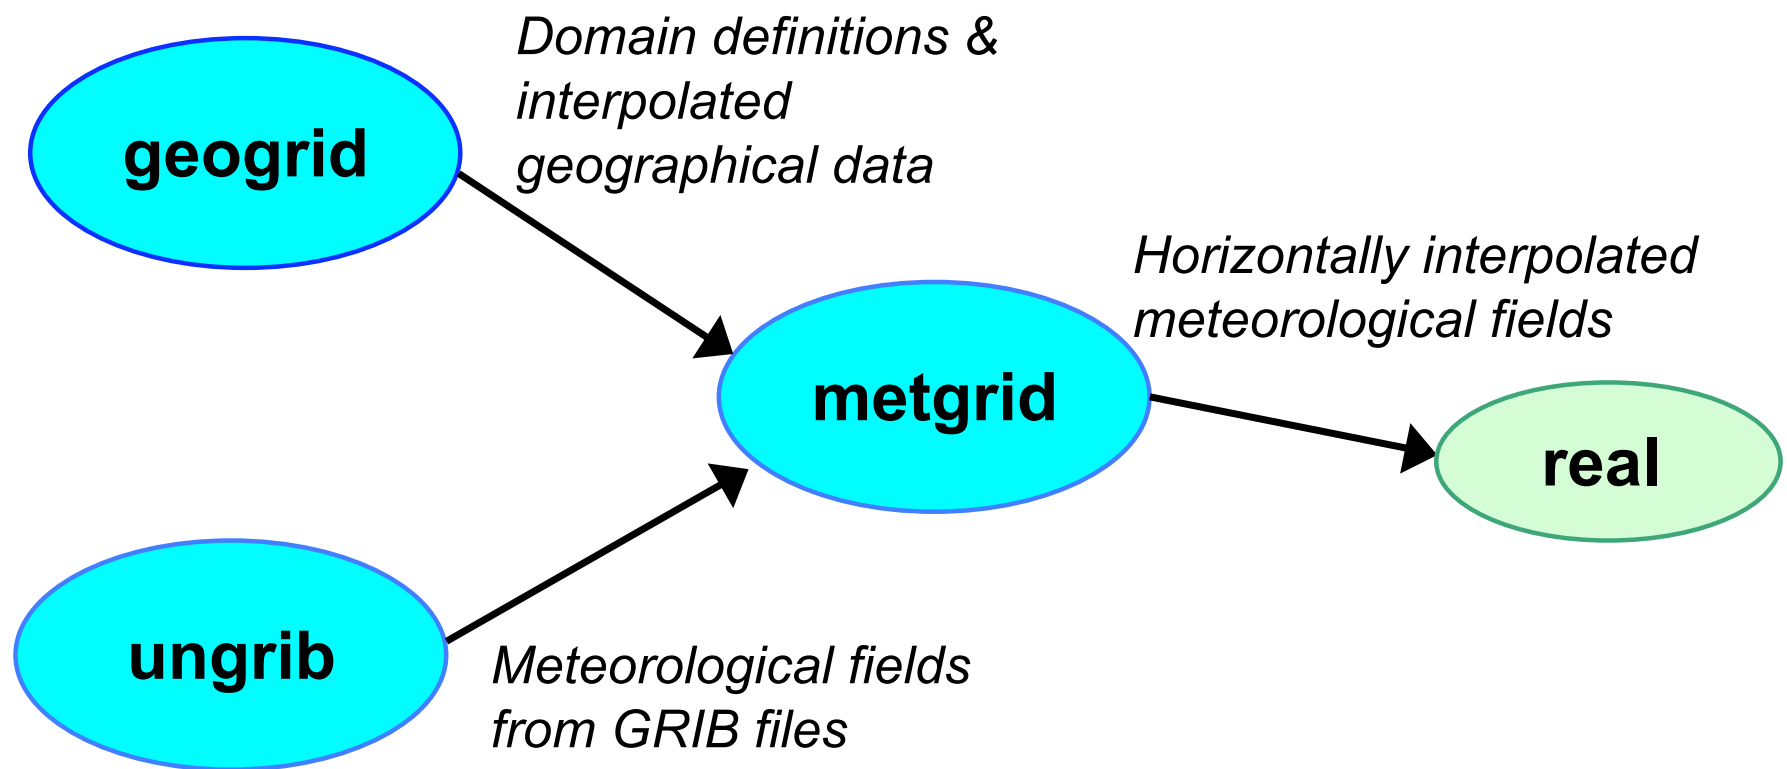 Domain definitions &
interpolated
geographical data
geogrid
Horizontally interpolated
meteorological fields
metgrid
real
ungrib
Meteorological fields
from GRIB files